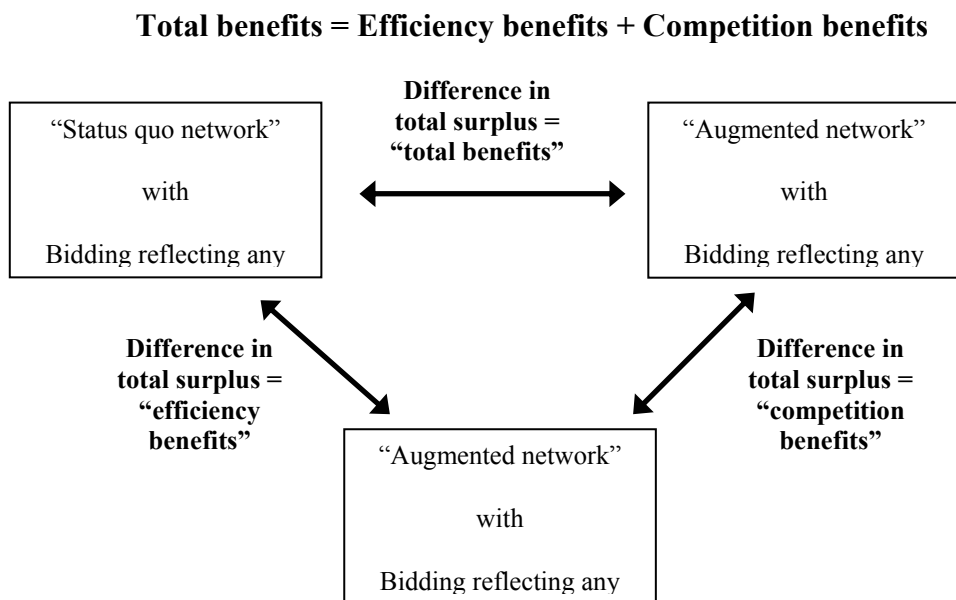 Total benefits = Efficiency benefits + Competition benefits
“Status quo network”
with
Bidding reflecting any
Difference in
total surplus =
“total benefits”
“Augmented network”
with
Bidding reflecting any
Difference in
total surplus =
“efficiency
benefits”
Difference in
total surplus =
“competition
benefits”
“Augmented network”
with
Bidding reflecting any